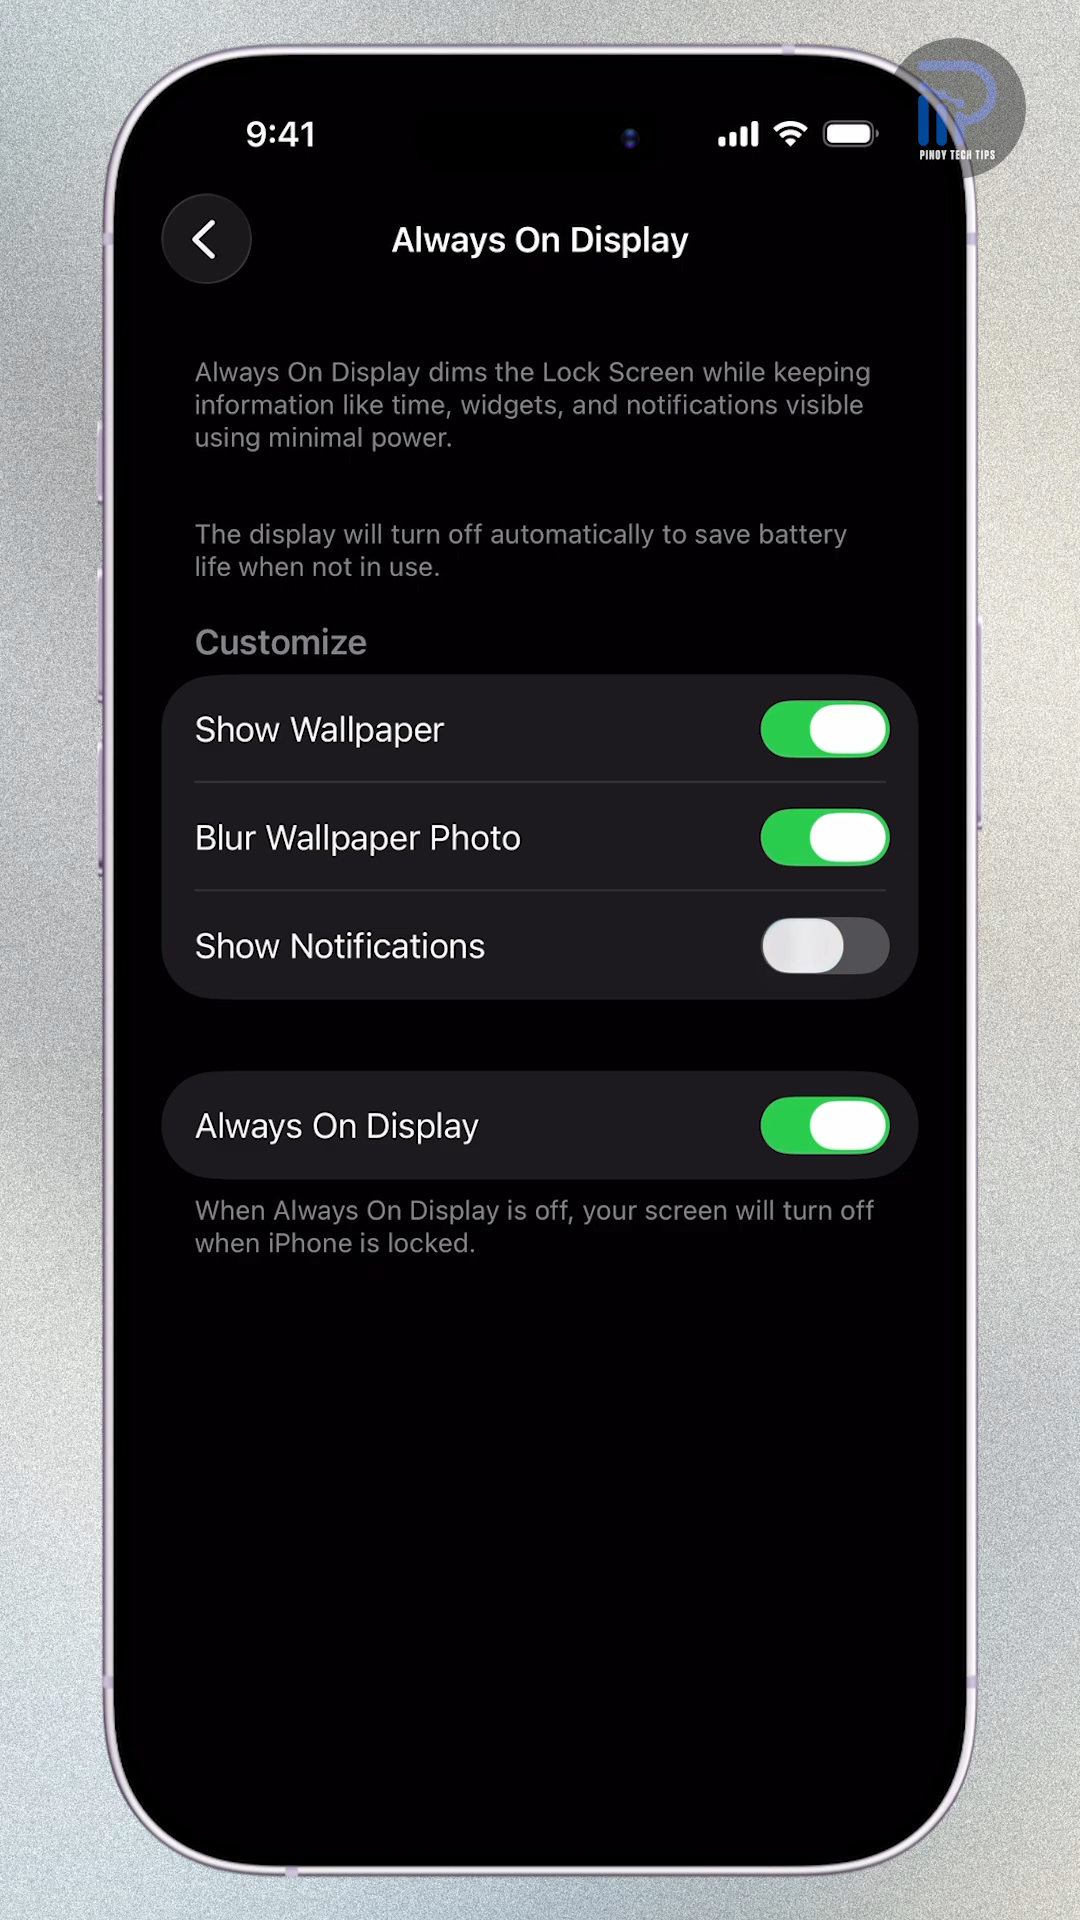 9:41
PINOY TECH TIPS
Always On Display
Always On Display dims the Lock Screen while keeping
information like time, widgets, and notifications visible
using minimal power.
The display will turn off automatically to save battery
life when not in use.
Customize
Show Wallpaper
Blur Wallpaper Photo
Show Notifications
Always On Display
When Always On Display is off, your screen will turn off
when iPhone is locked.